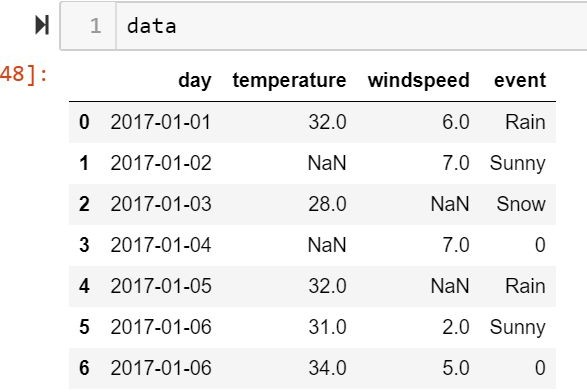 1 data
48]:
day temperature windspeed event
0 2017-01-01 32.0 6.0 Rain
1 2017-01-02 NaN 7.0 Sunny
2 2017-01-03 28.0 NaN Snow
3 2017-01-04 NaN 7.0 0
4 2017-01-05 32.0 NaN Rain
5 2017-01-06 31.0 2.0 Sunny
6 2017-01-06 34.0 5.0 0